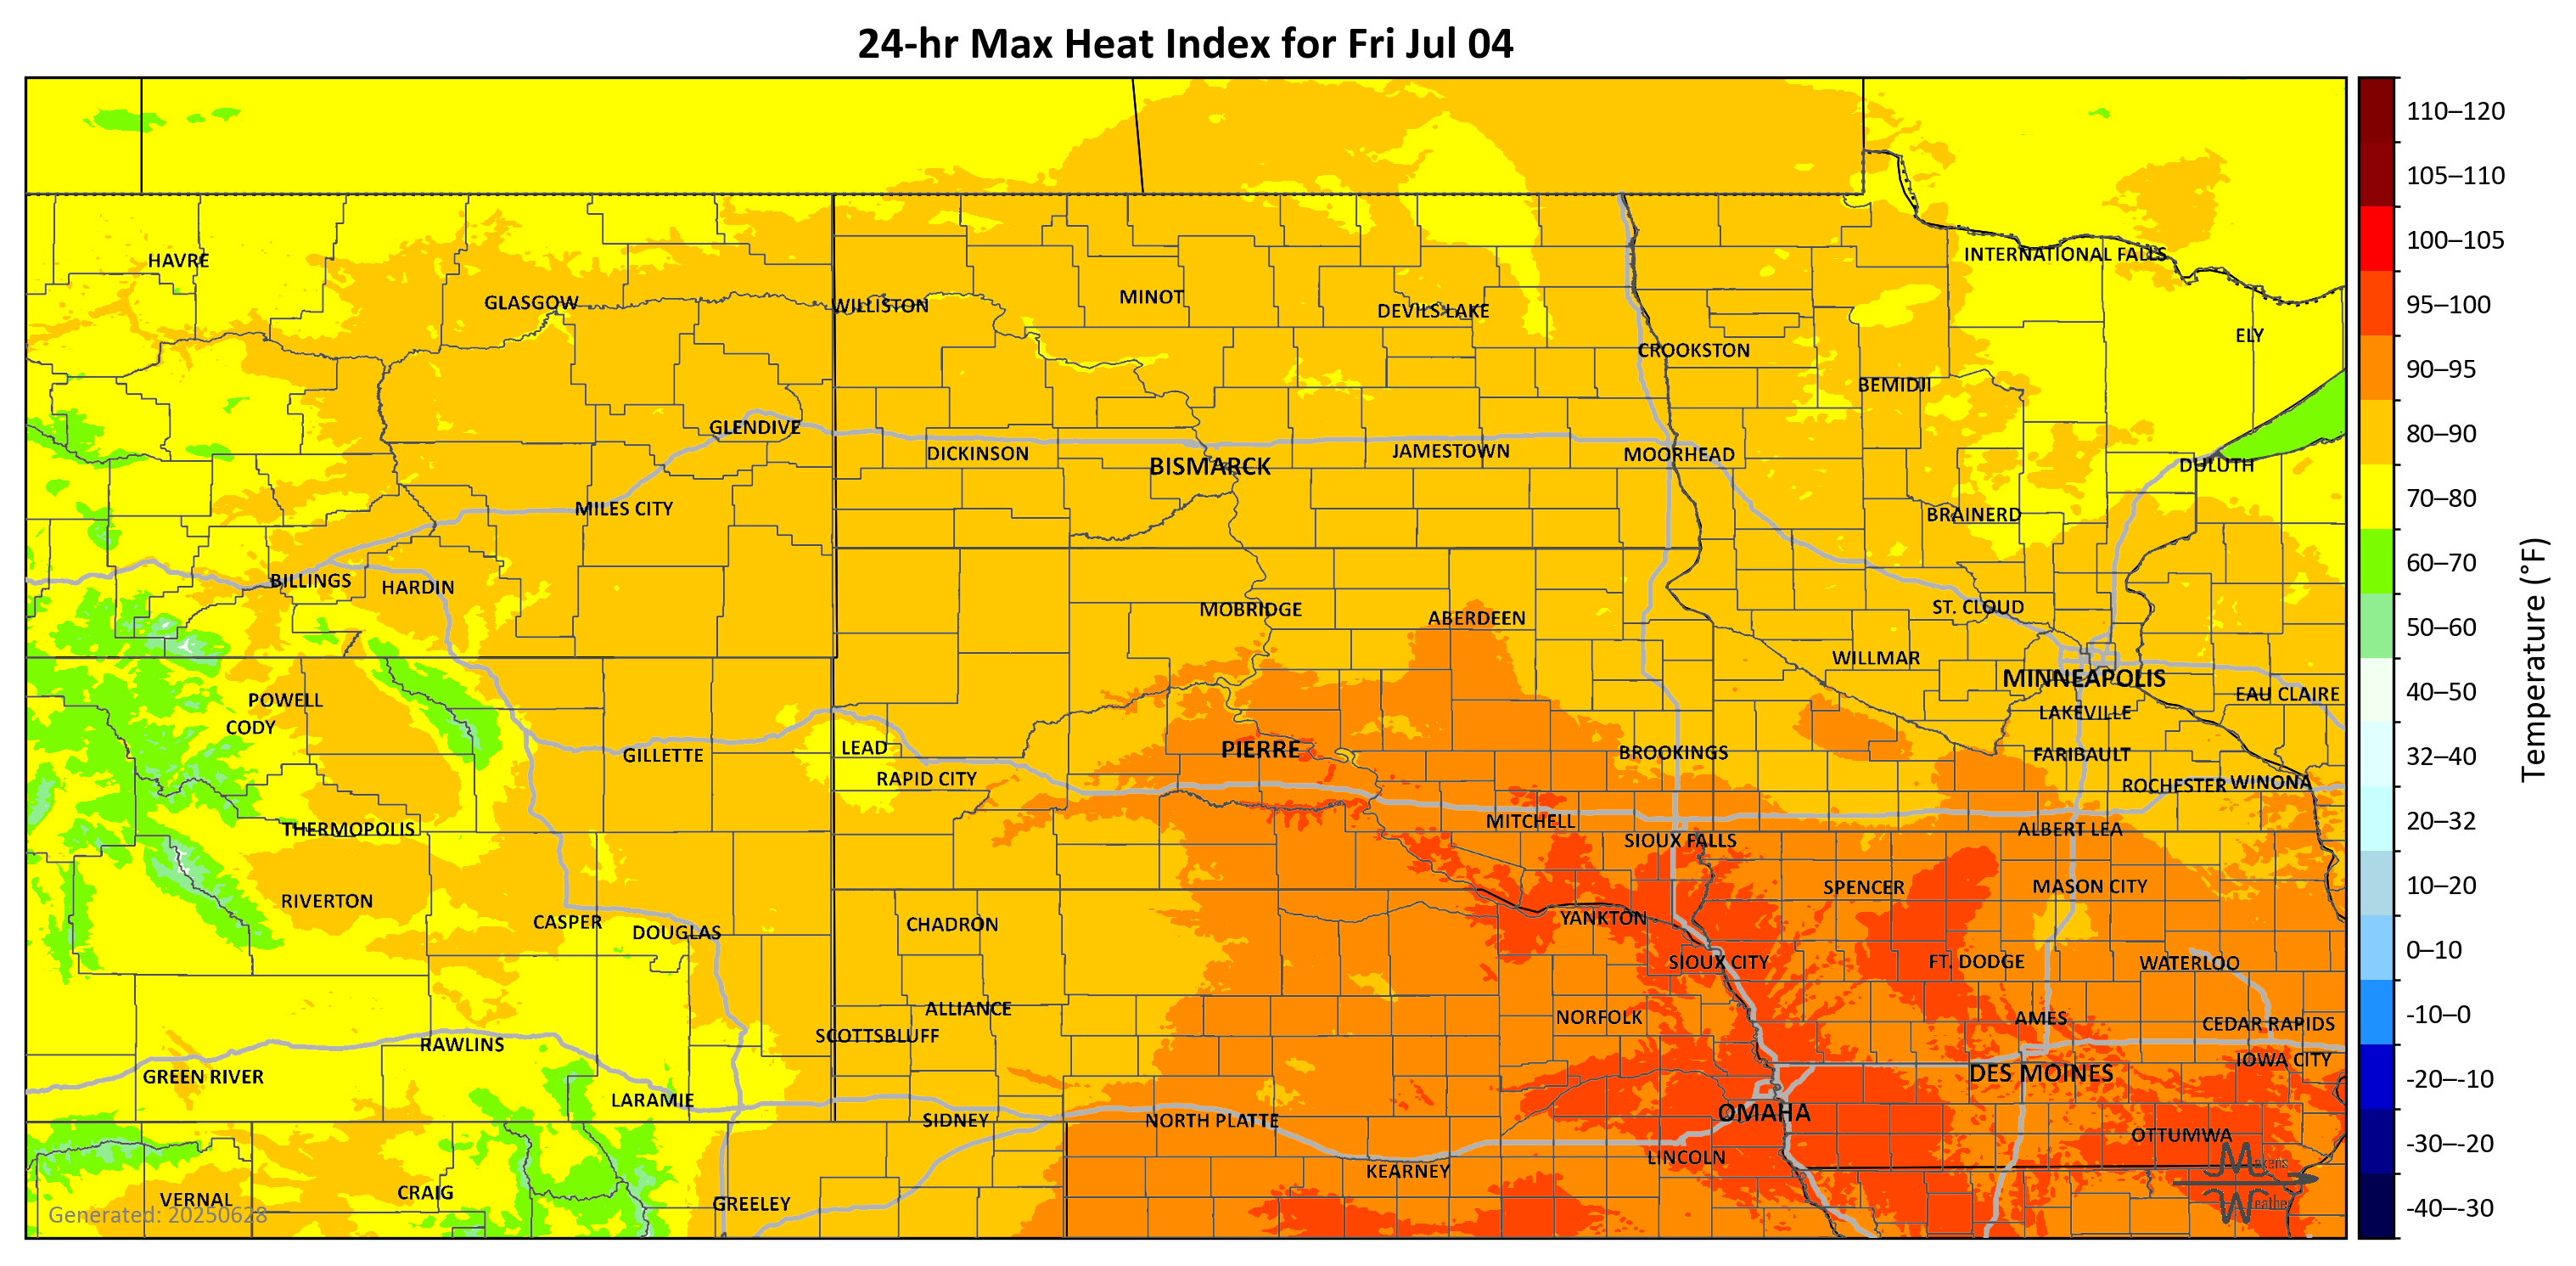 24-hr Max Heat Index for Fri Jul 04
HAVRE
GLASGOW
WILLISTON
MINOT
DEVILS LAKE
CROOKSTON
INTERNATIONAL FALLS
ELY
BEMIDJI
GLENDIVE
DICKINSON
BISMARCK
JAMESTOWN
MOORHEAD
DULUTH
MILES CITY
BRAINERD
BILLINGS
HARDIN
MOBRIDGE
ABERDEEN
ST. CLOUD
WILLMAR
MINNEAPOLIS
EAU CLAIRE
POWELL
CODY
LAKEVILLE
GILLETTE
LEAD
RAPID CITY
PIERRE
BROOKINGS
FARIBAULT
ROCHESTER
WINONA
THERMOPOLIS
MITCHELL
SIOUX FALLS
ALBERT LEA
RIVERTON
CASPER
DOUGLAS
CHADRON
YANKTON
SPENCER
MASON CITY
SIOUX CITY
FT. DODGE
WATERLOO
ALLIANCE
SCOTTSBLUFF
NORFOLK
AMES
CEDAR RAPIDS
IOWA CITY
RAWLINS
GREEN RIVER
LARAMIE
SIDNEY
NORTH PLATTE
OMAHA
DES MOINES
OTTUMWA
LINCOLN
KEARNEY
VERNAL
CRAIG
GREELEY
Generated: 20250628
Makens
Weather
110–120
105–110
100–105
95–100
90–95
80–90
70–80
60–70
50–60
40–50
32–40
20–32
10–20
0–10
-10–0
-20–-10
-30–-20
-40–-30
Temperature (°F)